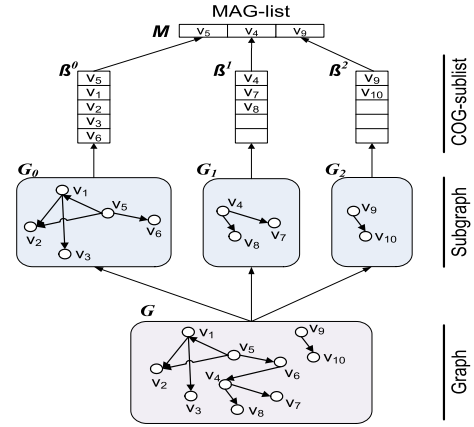 MAG-list
M v5 v4 v9
ß0 ß1 ß2
v5 v4 v9
v1 v7 v10
v2 v8
v3
v6
COG-sublist
G0 G1 G2
v1 v5 v2 v6 v3
v4 v7 v8
v9 v10
Subgraph
G
v1 v5 v2 v6 v4 v3 v8 v7 v9 v10
Graph